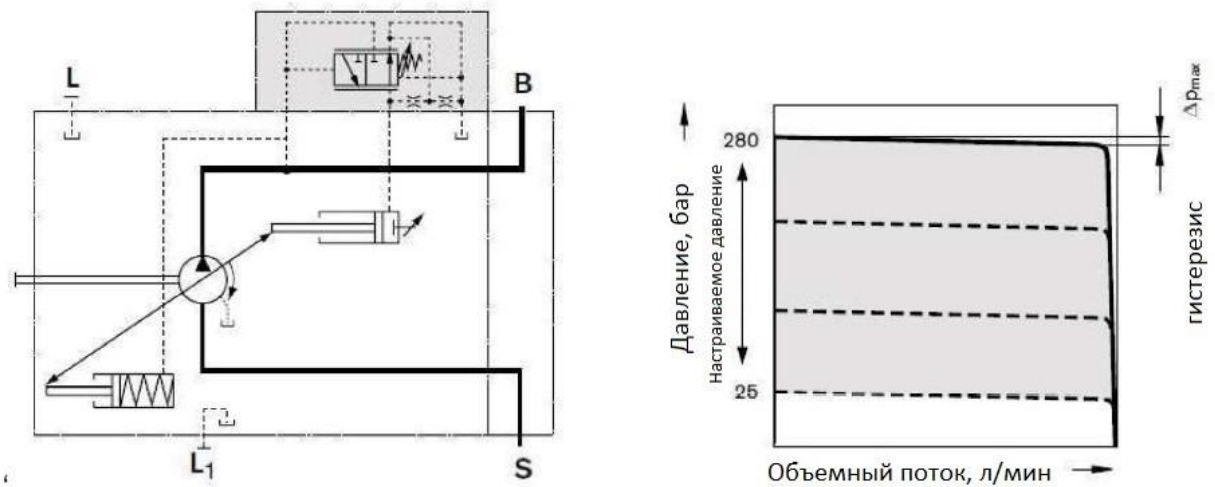 L
B
L1
S
Давление, бар
Настраиваемое давление
280
25
Δpmax
гистерезис
Объемный поток, л/мин